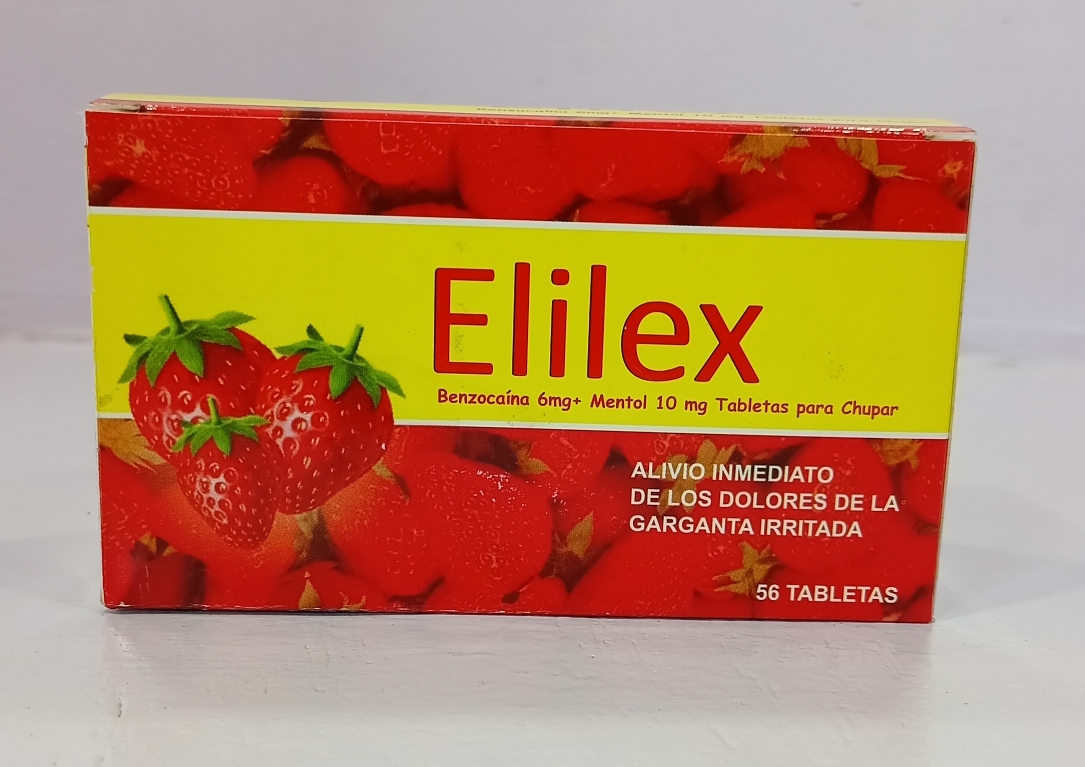 Elilex
Benzocaína 6mg+ Mentol 10 mg Tabletas para Chupar
ALIVIO INMEDIATO
DE LOS DOLORES DE LA
GARGANTA IRRITADA
56 TABLETAS